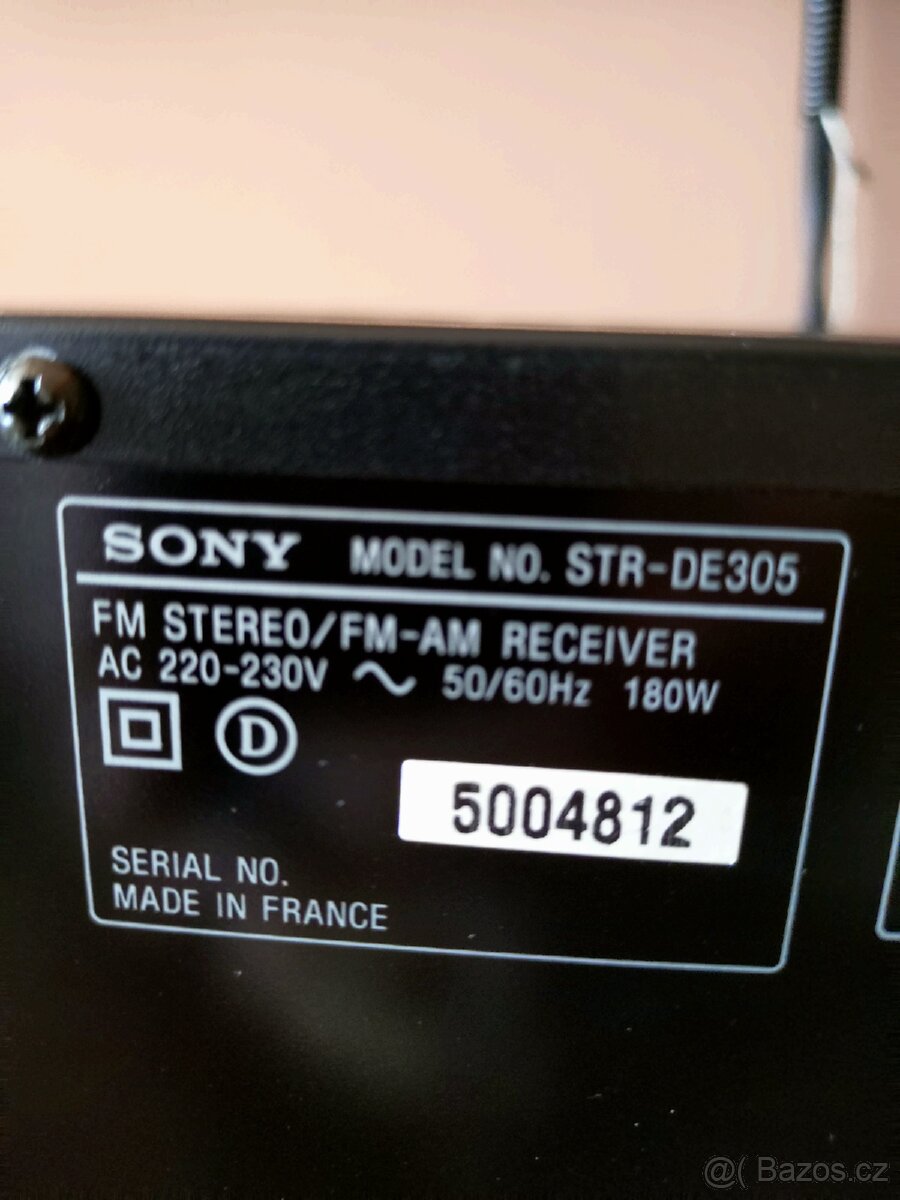 SONY MODEL NO. STR-DE305
FM STEREO/FM-AM RECEIVER
AC 220-230V ~ 50/60Hz 180W
D
5004812
SERIAL NO.
MADE IN FRANCE
@( Bazos.cz